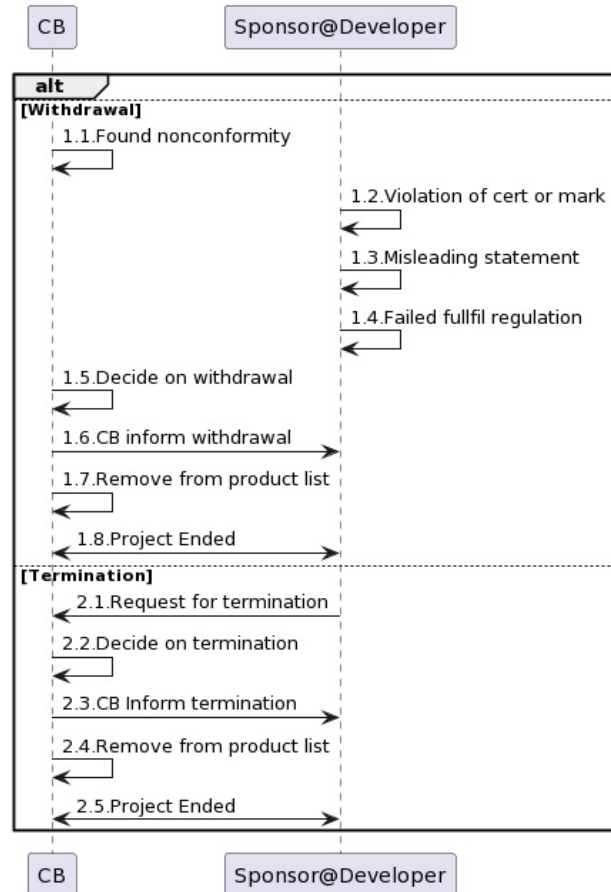 CB
Sponsor@Developer
alt
[Withdrawal]
1.1.Found nonconformity
1.2.Violation of cert or mark
1.3.Misleading statement
1.4.Failed fullfil regulation
1.5.Decide on withdrawal
1.6.CB inform withdrawal
1.7.Remove from product list
1.8.Project Ended
[Termination]
2.1.Request for termination
2.2.Decide on termination
2.3.CB Inform termination
2.4.Remove from product list
2.5.Project Ended
CB
Sponsor@Developer